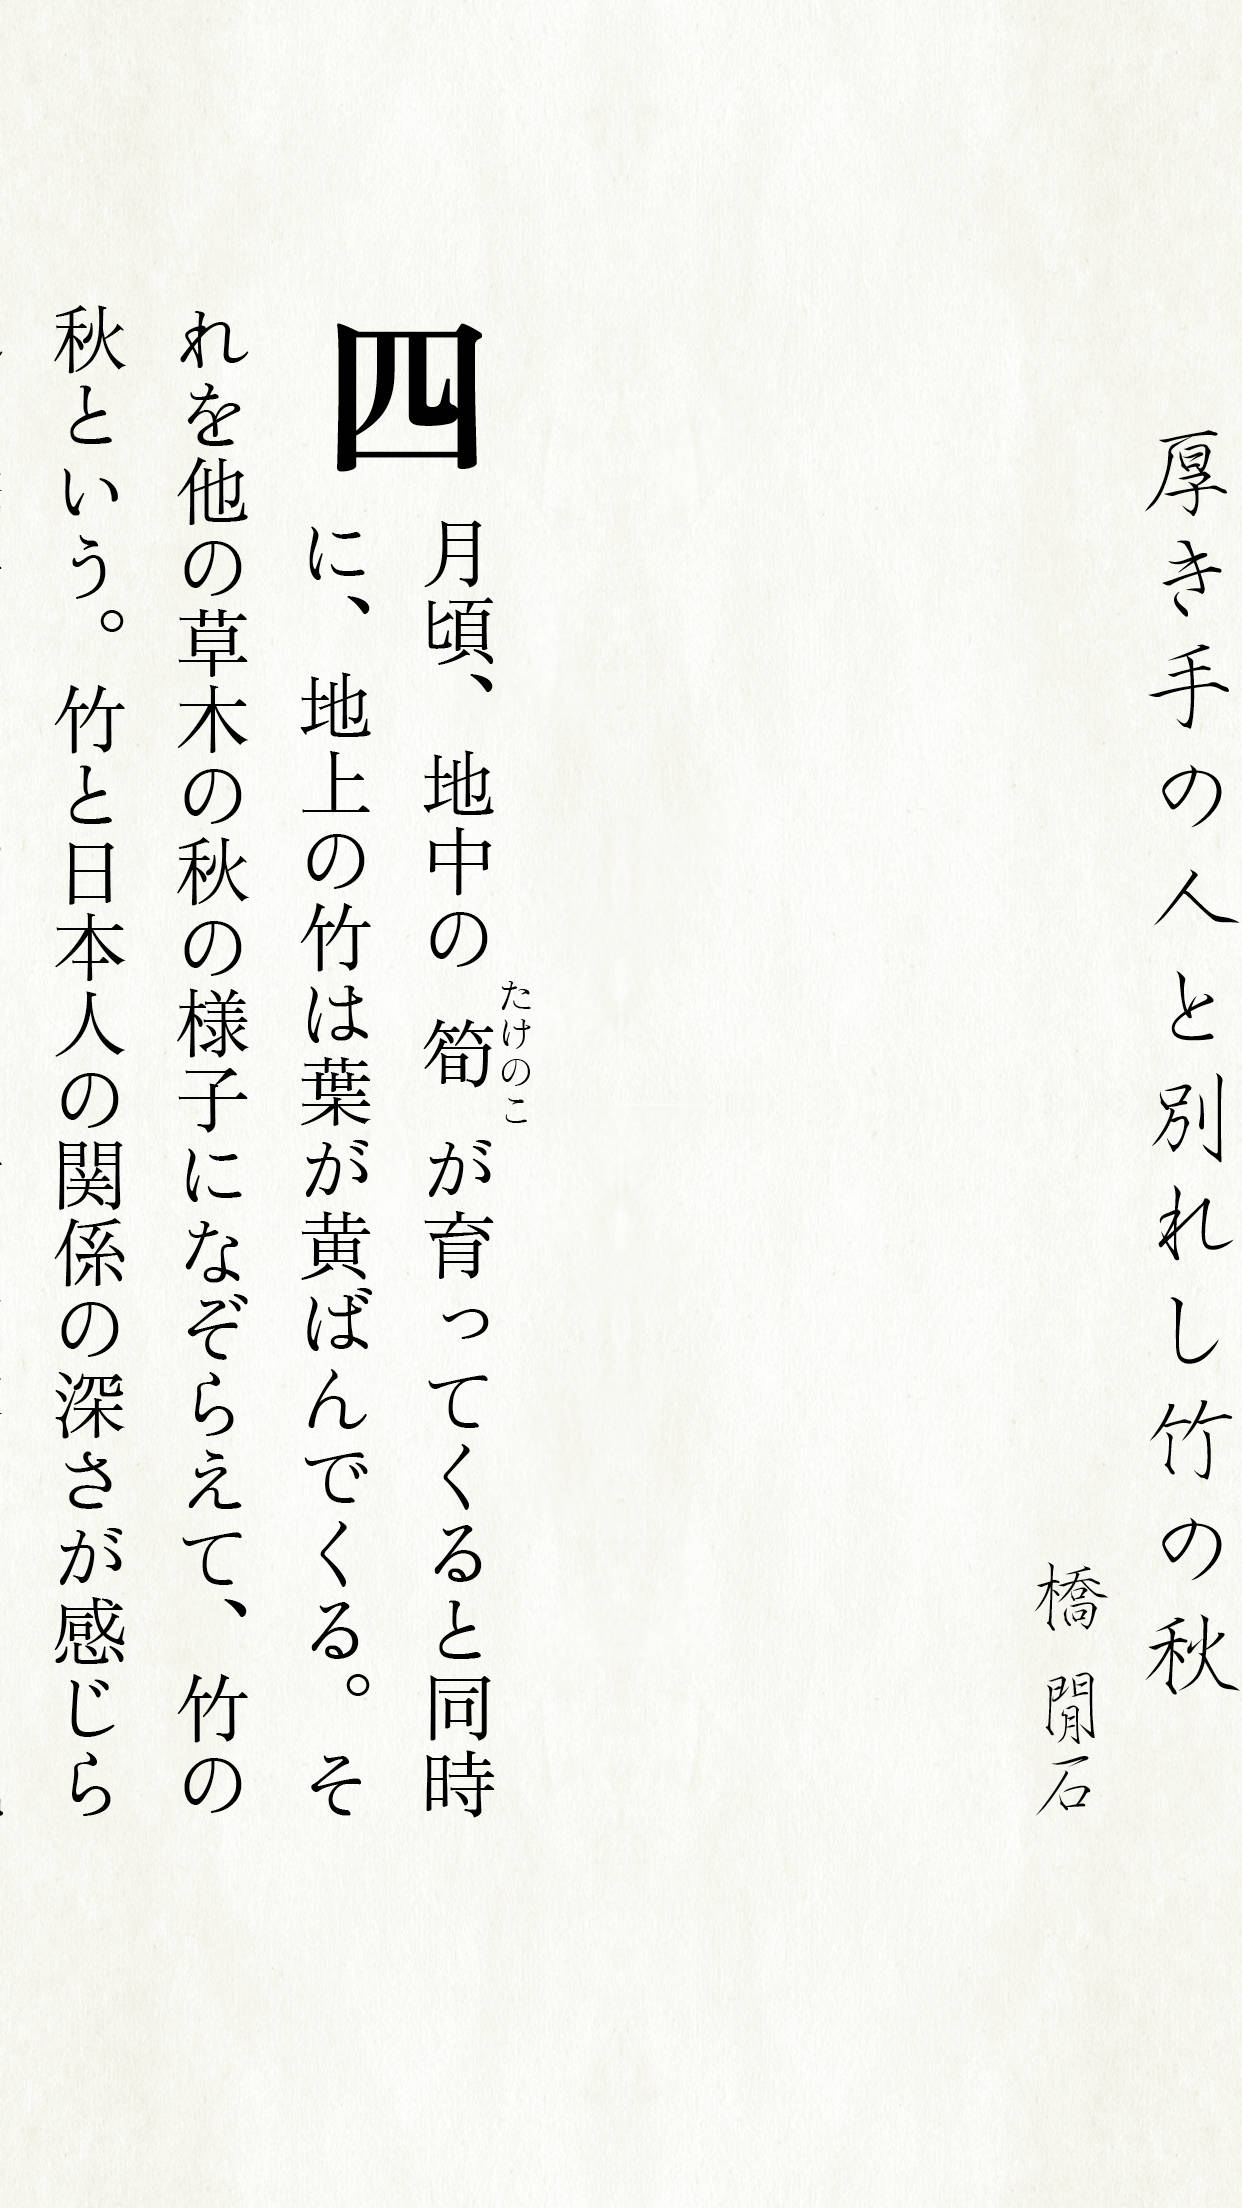 厚き手の人と別れし竹の秋
橋 閒石
四月頃、地中の筍が育ってくると同時
たけのこ
に、地上の竹は葉が黄ばんでくる。そ
れを他の草木の秋の様子になぞらえて、竹の
秋という。竹と日本人の関係の深さが感じら